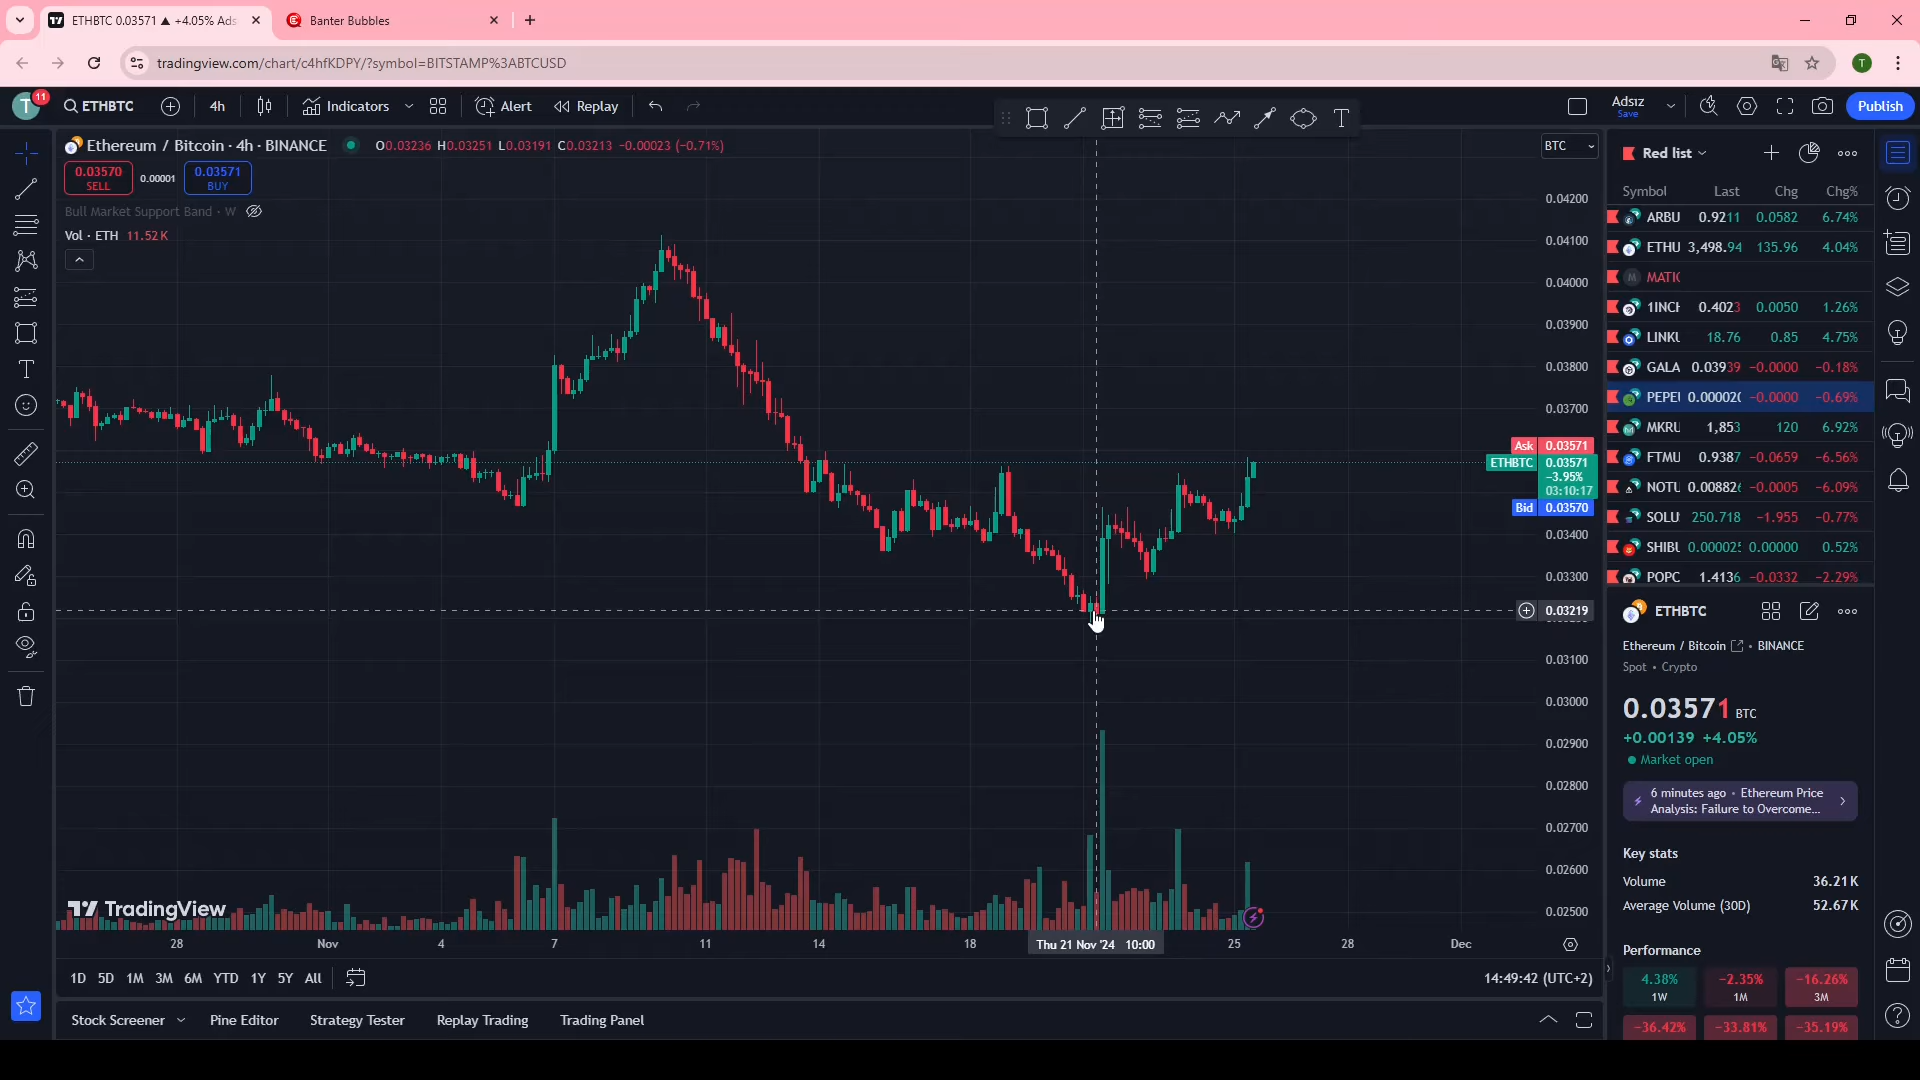 ETHBTC 0.03571 ▲ +4.05% Ads
Banter Bubbles
tradingview.com/chart/c4hfKDPY/?symbol=BITSTAMP%3ABTCUSD
T
T
11
ETHBTC
4h
Indicators
Alert
Replay
Adsız
Save
Publish
Ethereum / Bitcoin · 4h · BINANCE
O0.03236 H0.03251 L0.03191 C0.03213 −0.00023 (−0.71%)
BTC
0.03570
SELL
0.00001
0.03571
BUY
Bull Market Support Band · W
Vol · ETH 11.52K
0.04200
0.04100
0.04000
0.03900
0.03800
0.03700
Ask 0.03571
ETHBTC 0.03571
−3.95%
03:10:17
Bid 0.03570
0.03400
0.03300
0.03219
0.03100
0.03000
0.02900
0.02800
0.02700
0.02600
0.02500
TradingView
28 Nov 4 7 11 14 18 Thu 21 Nov '24 10:00 25 28 Dec
1D 5D 1M 3M 6M YTD 1Y 5Y All
14:49:42 (UTC+2)
Stock Screener Pine Editor Strategy Tester Replay Trading Trading Panel
Red list
Symbol Last Chg Chg%
ARBU 0.9211 0.0582 6.74%
ETHU 3,498.94 135.96 4.04%
MATIC
1INCH 0.4023 0.0050 1.26%
LINKU 18.76 0.85 4.75%
GALA 0.03939 −0.0000 −0.18%
PEPEU 0.000020 −0.0000 −0.69%
MKRU 1,853 120 6.92%
FTMU 0.9387 −0.0659 −6.56%
NOTU 0.008826 −0.0005 −6.09%
SOLU 250.718 −1.955 −0.77%
SHIBU 0.000025 0.00000 0.52%
POPC 1.4136 −0.0332 −2.29%
ETHBTC
Ethereum / Bitcoin • BINANCE
Spot • Crypto
0.03571 BTC
+0.00139 +4.05%
Market open
6 minutes ago • Ethereum Price
Analysis: Failure to Overcome...
Key stats
Volume 36.21K
Average Volume (30D) 52.67K
Performance
4.38% −2.35% −16.26%
1W 1M 3M
−36.42% −33.81% −35.19%